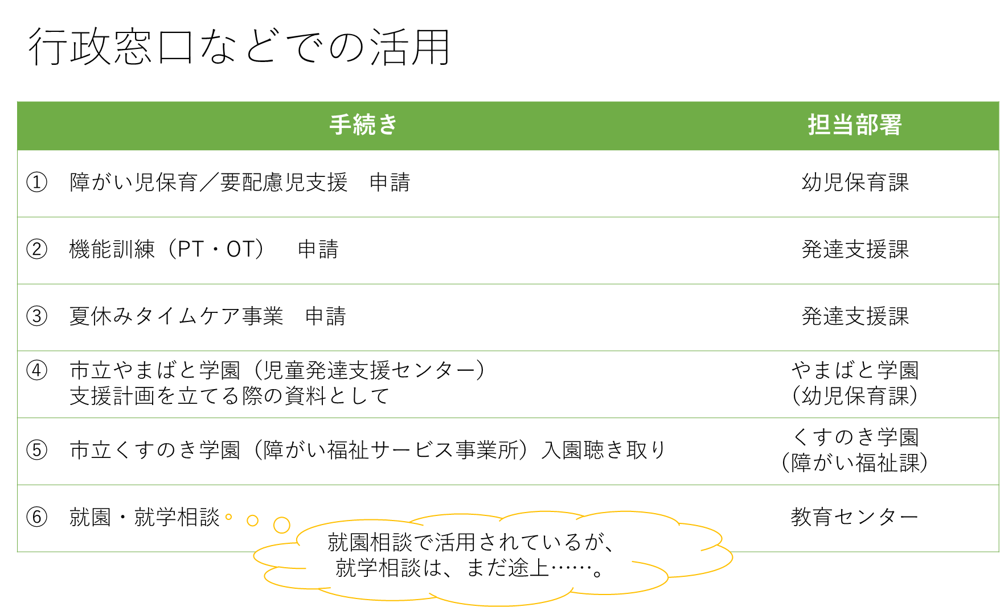 行政窓口などでの活用
手続き　担当部署
①　障がい児保育／要配慮児支援　申請　幼児保育課
②　機能訓練（PT・OT）　申請　発達支援課
③　夏休みタイムケア事業　申請　発達支援課
④　市立やまばと学園（児童発達支援センター）
支援計画を立てる際の資料として
やまばと学園
（幼児保育課）
⑤　市立くすのき学園（障がい福祉サービス事業所）入園聴き取り
くすのき学園
（障がい福祉課）
⑥　就園・就学相談　教育センター
就園相談で活用されているが、
就学相談は、まだ途上……。